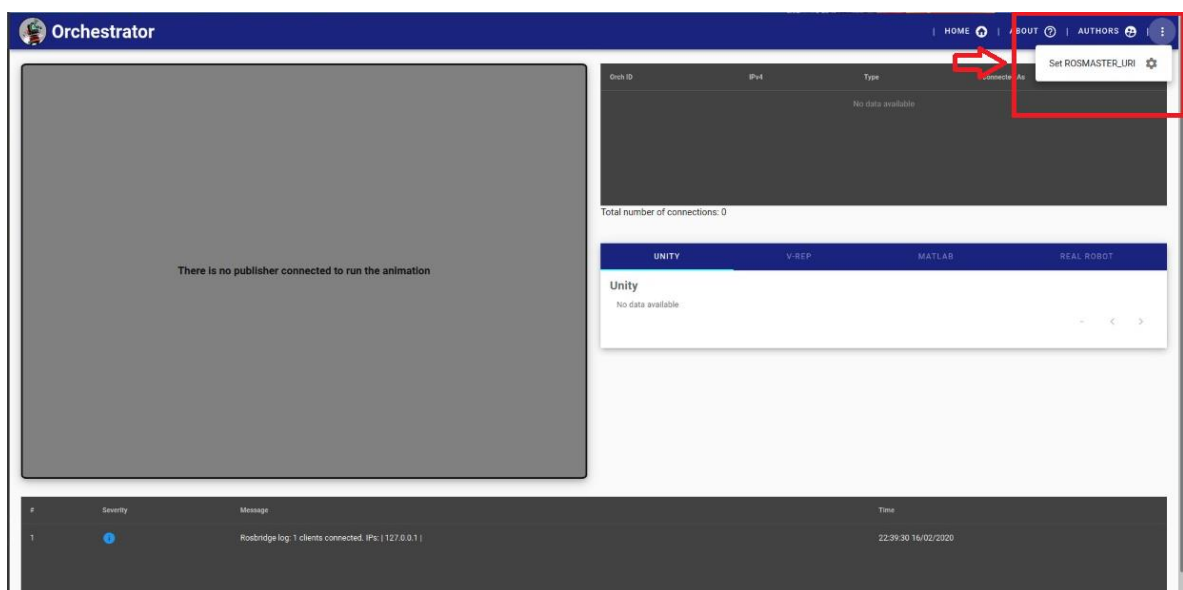 Orchestrator
| HOME | ABOUT | AUTHORS |
Set ROSMASTER_URI
Orch ID IPv4 Type Connected As
No data available
Total number of connections: 0
There is no publisher connected to run the animation
UNITY V-REP MATLAB REAL ROBOT
Unity
No data available
-
# Severity Message Time
1 Rosbridge log: 1 clients connected. IPs: | 127.0.0.1 | 22:39:30 16/02/2020